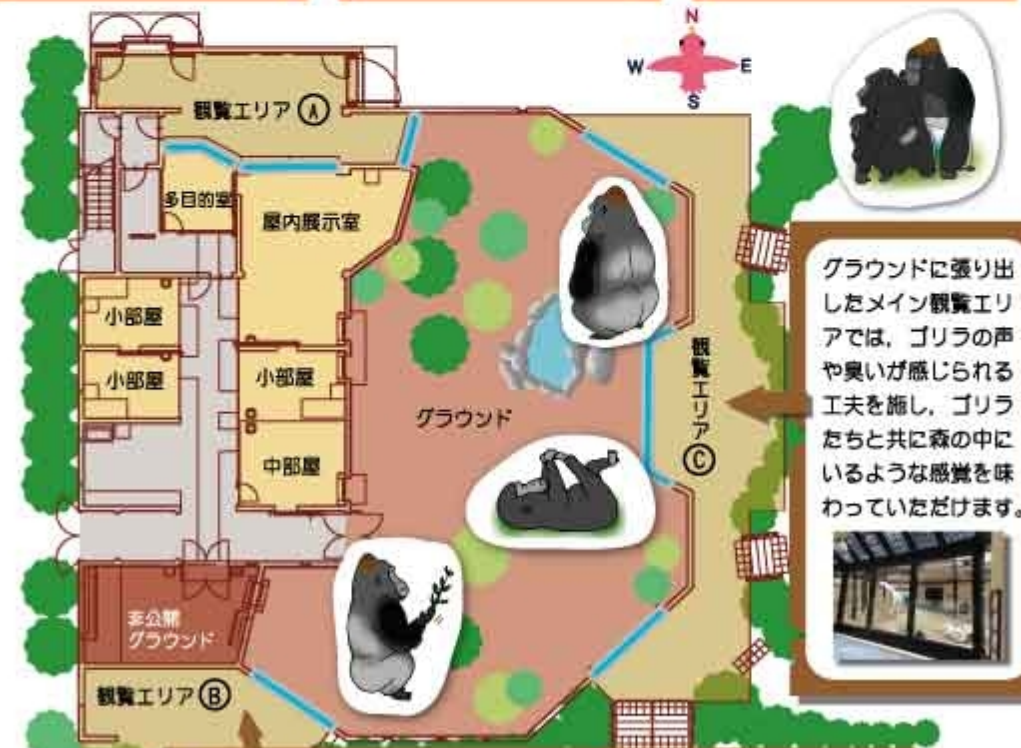 N
W E
S
観覧エリア Ⓐ
多目的室
屋内展示室
小部屋
小部屋
小部屋
中部屋
グラウンド
観覧エリア Ⓒ
非公開
グラウンド
観覧エリア Ⓑ
グラウンドに張り出
したメイン観覧エリ
アでは，ゴリラの声
や臭いが感じられる
工夫を施し，ゴリラ
たちと共に森の中に
いるような感覚を味
わっていただけます。